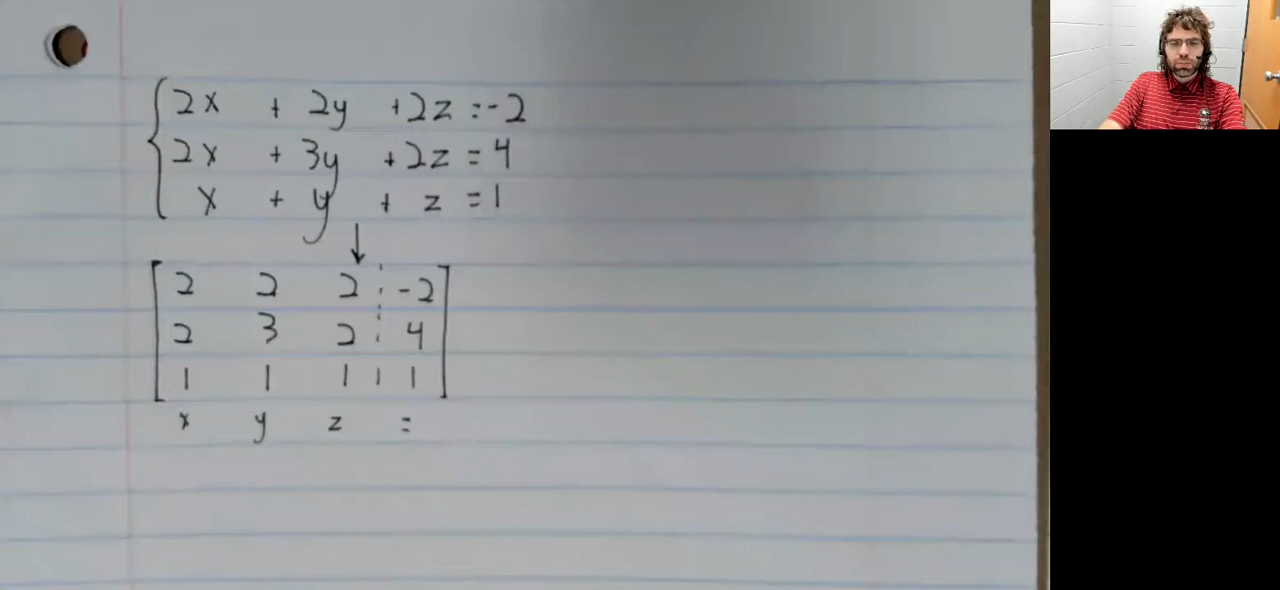 2x + 2y + 2z = -2
2x + 3y + 2z = 4
x + y + z = 1
↓
2 2 2 ¦ -2
2 3 2 ¦ 4
1 1 1 ¦ 1
x y z =